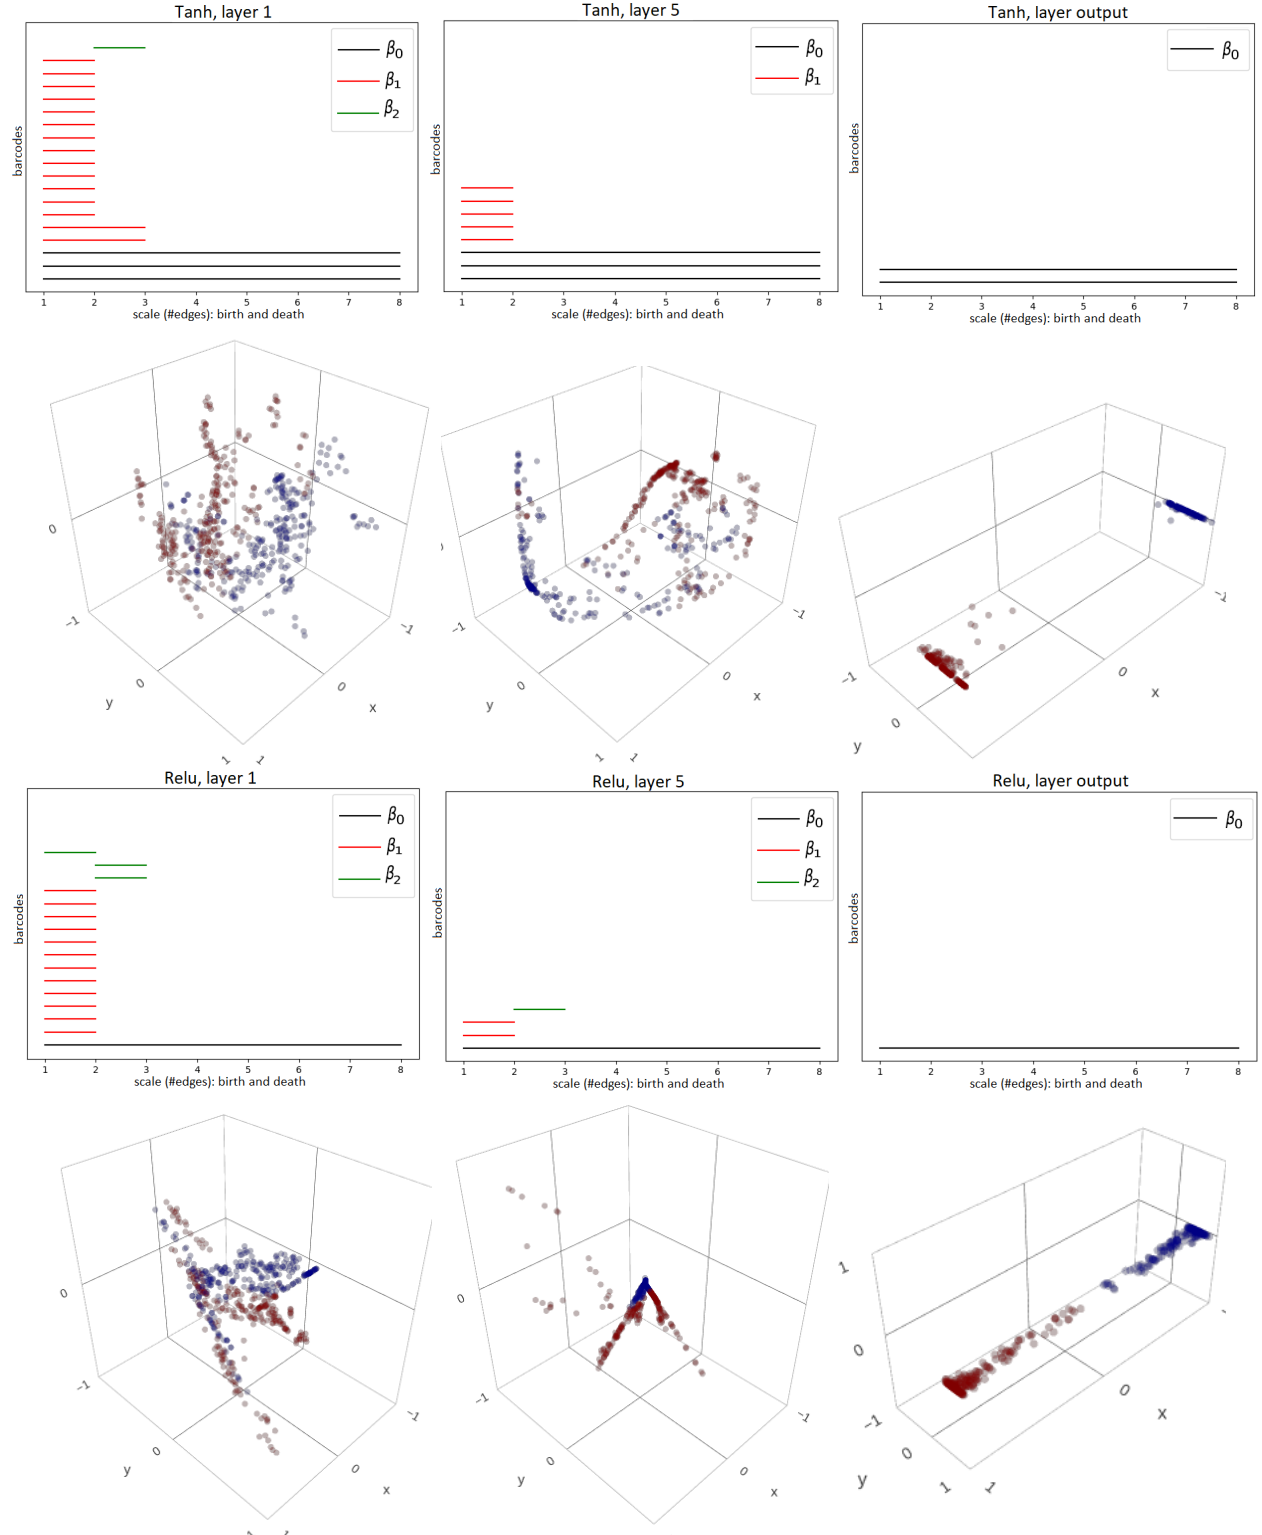 Tanh, layer 1
β0
β1
β2
barcodes
1 2 3 4 5 6 7 8
scale (#edges): birth and death
Tanh, layer 5
β0
β1
barcodes
1 2 3 4 5 6 7 8
scale (#edges): birth and death
Tanh, layer output
β0
barcodes
1 2 3 4 5 6 7 8
scale (#edges): birth and death
0
−1
0
y
1
1
0
x
−1
−1
0
y
1
1
0
x
−1
−1
0
y
0
x
−1
Relu, layer 1
β0
β1
β2
barcodes
1 2 3 4 5 6 7 8
scale (#edges): birth and death
Relu, layer 5
β0
β1
β2
barcodes
1 2 3 4 5 6 7 8
scale (#edges): birth and death
Relu, layer output
β0
barcodes
1 2 3 4 5 6 7 8
scale (#edges): birth and death
0
−1
0
y
0
x
−1
0
−1
0
y
0
x
−1
1
0
−1
0
y
1
1
0
x